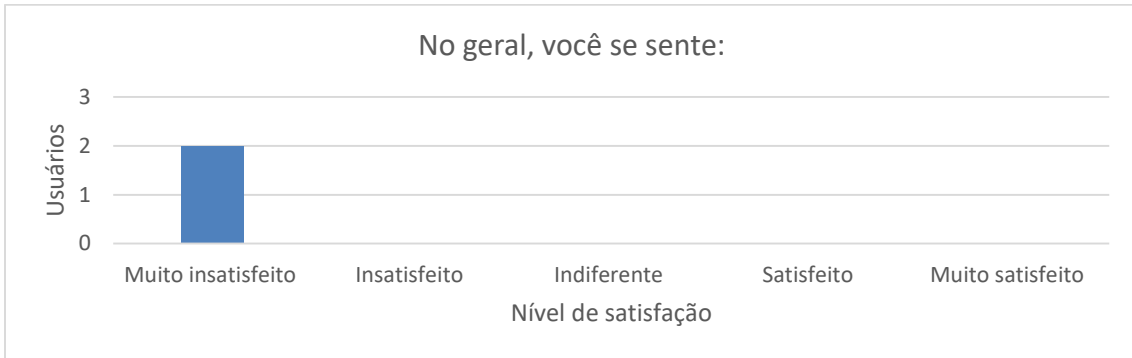 No geral, você se sente:
3
2
1
0
Usuários
Muito insatisfeito Insatisfeito Indiferente Satisfeito Muito satisfeito
Nível de satisfação